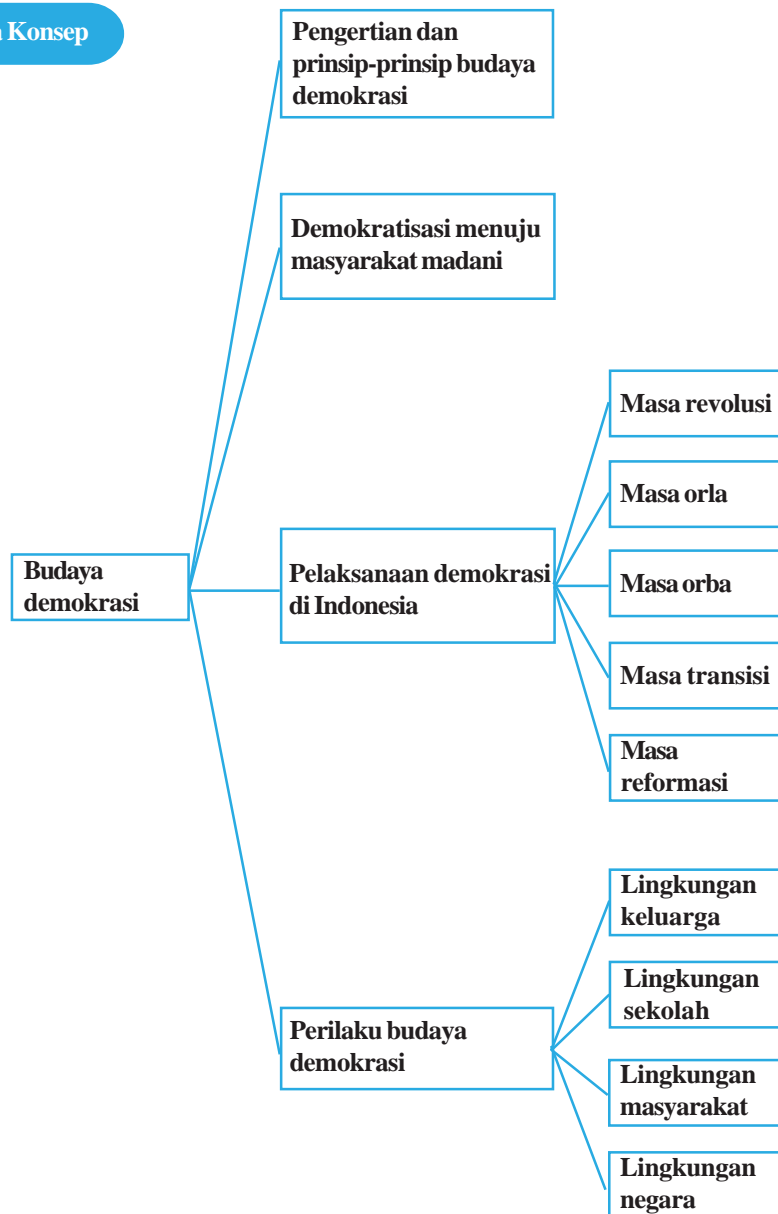 Konsep
Pengertian dan
prinsip-prinsip budaya
demokrasi
Demokratisasi menuju
masyarakat madani
Budaya
demokrasi
Pelaksanaan demokrasi
di Indonesia
Masa revolusi
Masa orla
Masa orba
Masa transisi
Masa
reformasi
Perilaku budaya
demokrasi
Lingkungan
keluarga
Lingkungan
sekolah
Lingkungan
masyarakat
Lingkungan
negara